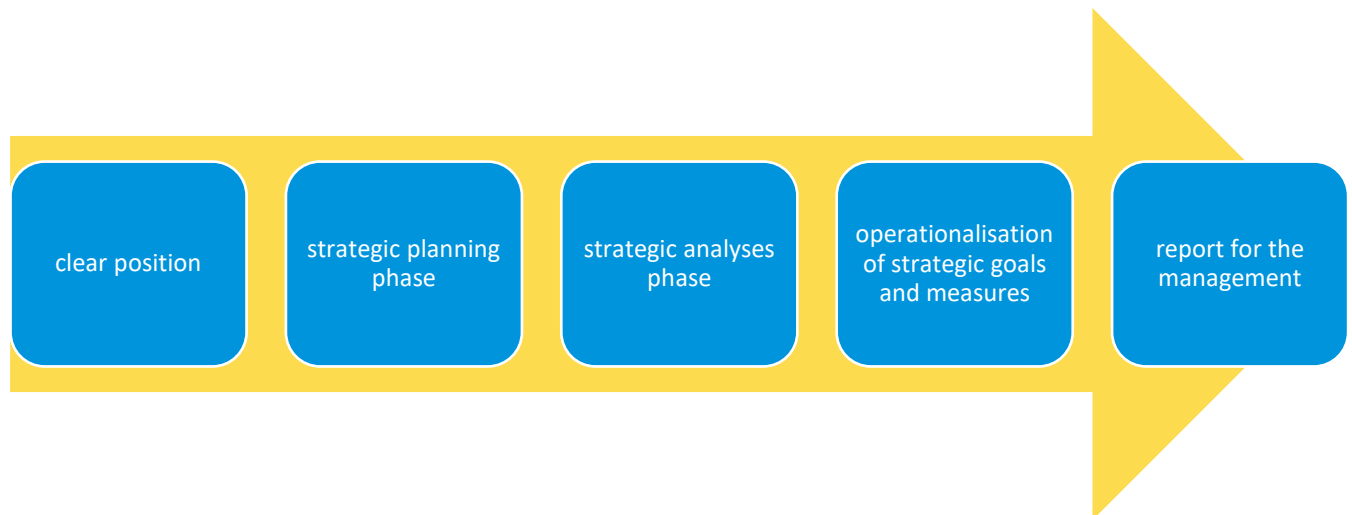 clear position
strategic planning
phase
strategic analyses
phase
operationalisation
of strategic goals
and measures
report for the
management